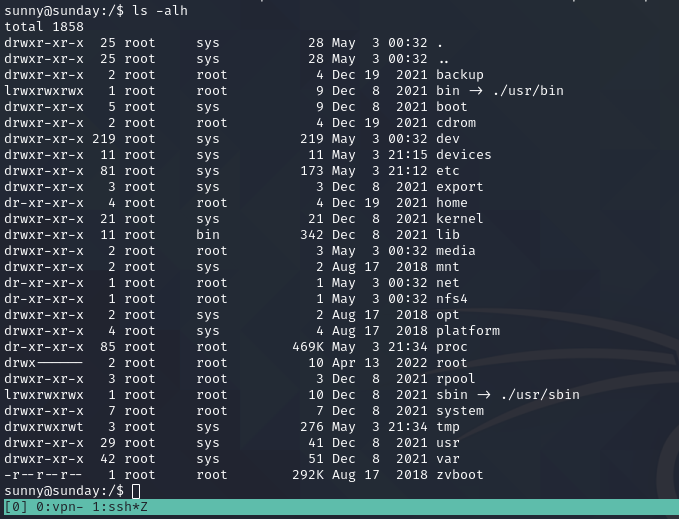 sunny@sunday:/$ ls -alh
total 1858
drwxr-xr-x  25 root     sys           28 May  3 00:32 .
drwxr-xr-x  25 root     sys           28 May  3 00:32 ..
drwxr-xr-x   2 root     root           4 Dec 19  2021 backup
lrwxrwxrwx   1 root     root           9 Dec  8  2021 bin -> ./usr/bin
drwxr-xr-x   5 root     sys            9 Dec  8  2021 boot
drwxr-xr-x   2 root     root           4 Dec 19  2021 cdrom
drwxr-xr-x 219 root     sys          219 May  3 00:32 dev
drwxr-xr-x  11 root     sys           11 May  3 21:15 devices
drwxr-xr-x  81 root     sys          173 May  3 21:12 etc
drwxr-xr-x   3 root     sys            3 Dec  8  2021 export
dr-xr-xr-x   4 root     root           4 Dec 19  2021 home
drwxr-xr-x  21 root     sys           21 Dec  8  2021 kernel
drwxr-xr-x  11 root     bin          342 Dec  8  2021 lib
drwxr-xr-x   2 root     root           3 May  3 00:32 media
drwxr-xr-x   2 root     sys            2 Aug 17  2018 mnt
dr-xr-xr-x   1 root     root           1 May  3 00:32 net
dr-xr-xr-x   1 root     root           1 May  3 00:32 nfs4
drwxr-xr-x   2 root     sys            2 Aug 17  2018 opt
drwxr-xr-x   4 root     sys            4 Aug 17  2018 platform
dr-xr-xr-x  85 root     root        469K May  3 21:34 proc
drwx------   2 root     root          10 Apr 13  2022 root
drwxr-xr-x   3 root     root           3 Dec  8  2021 rpool
lrwxrwxrwx   1 root     root          10 Dec  8  2021 sbin -> ./usr/sbin
drwxr-xr-x   7 root     root           7 Dec  8  2021 system
drwxrwxrwt   3 root     sys          276 May  3 21:34 tmp
drwxr-xr-x  29 root     sys           41 Dec  8  2021 usr
drwxr-xr-x  42 root     sys           51 Dec  8  2021 var
-r--r--r--   1 root     root        292K Aug 17  2018 zvboot
sunny@sunday:/$
[0] 0:vpn- 1:ssh*Z